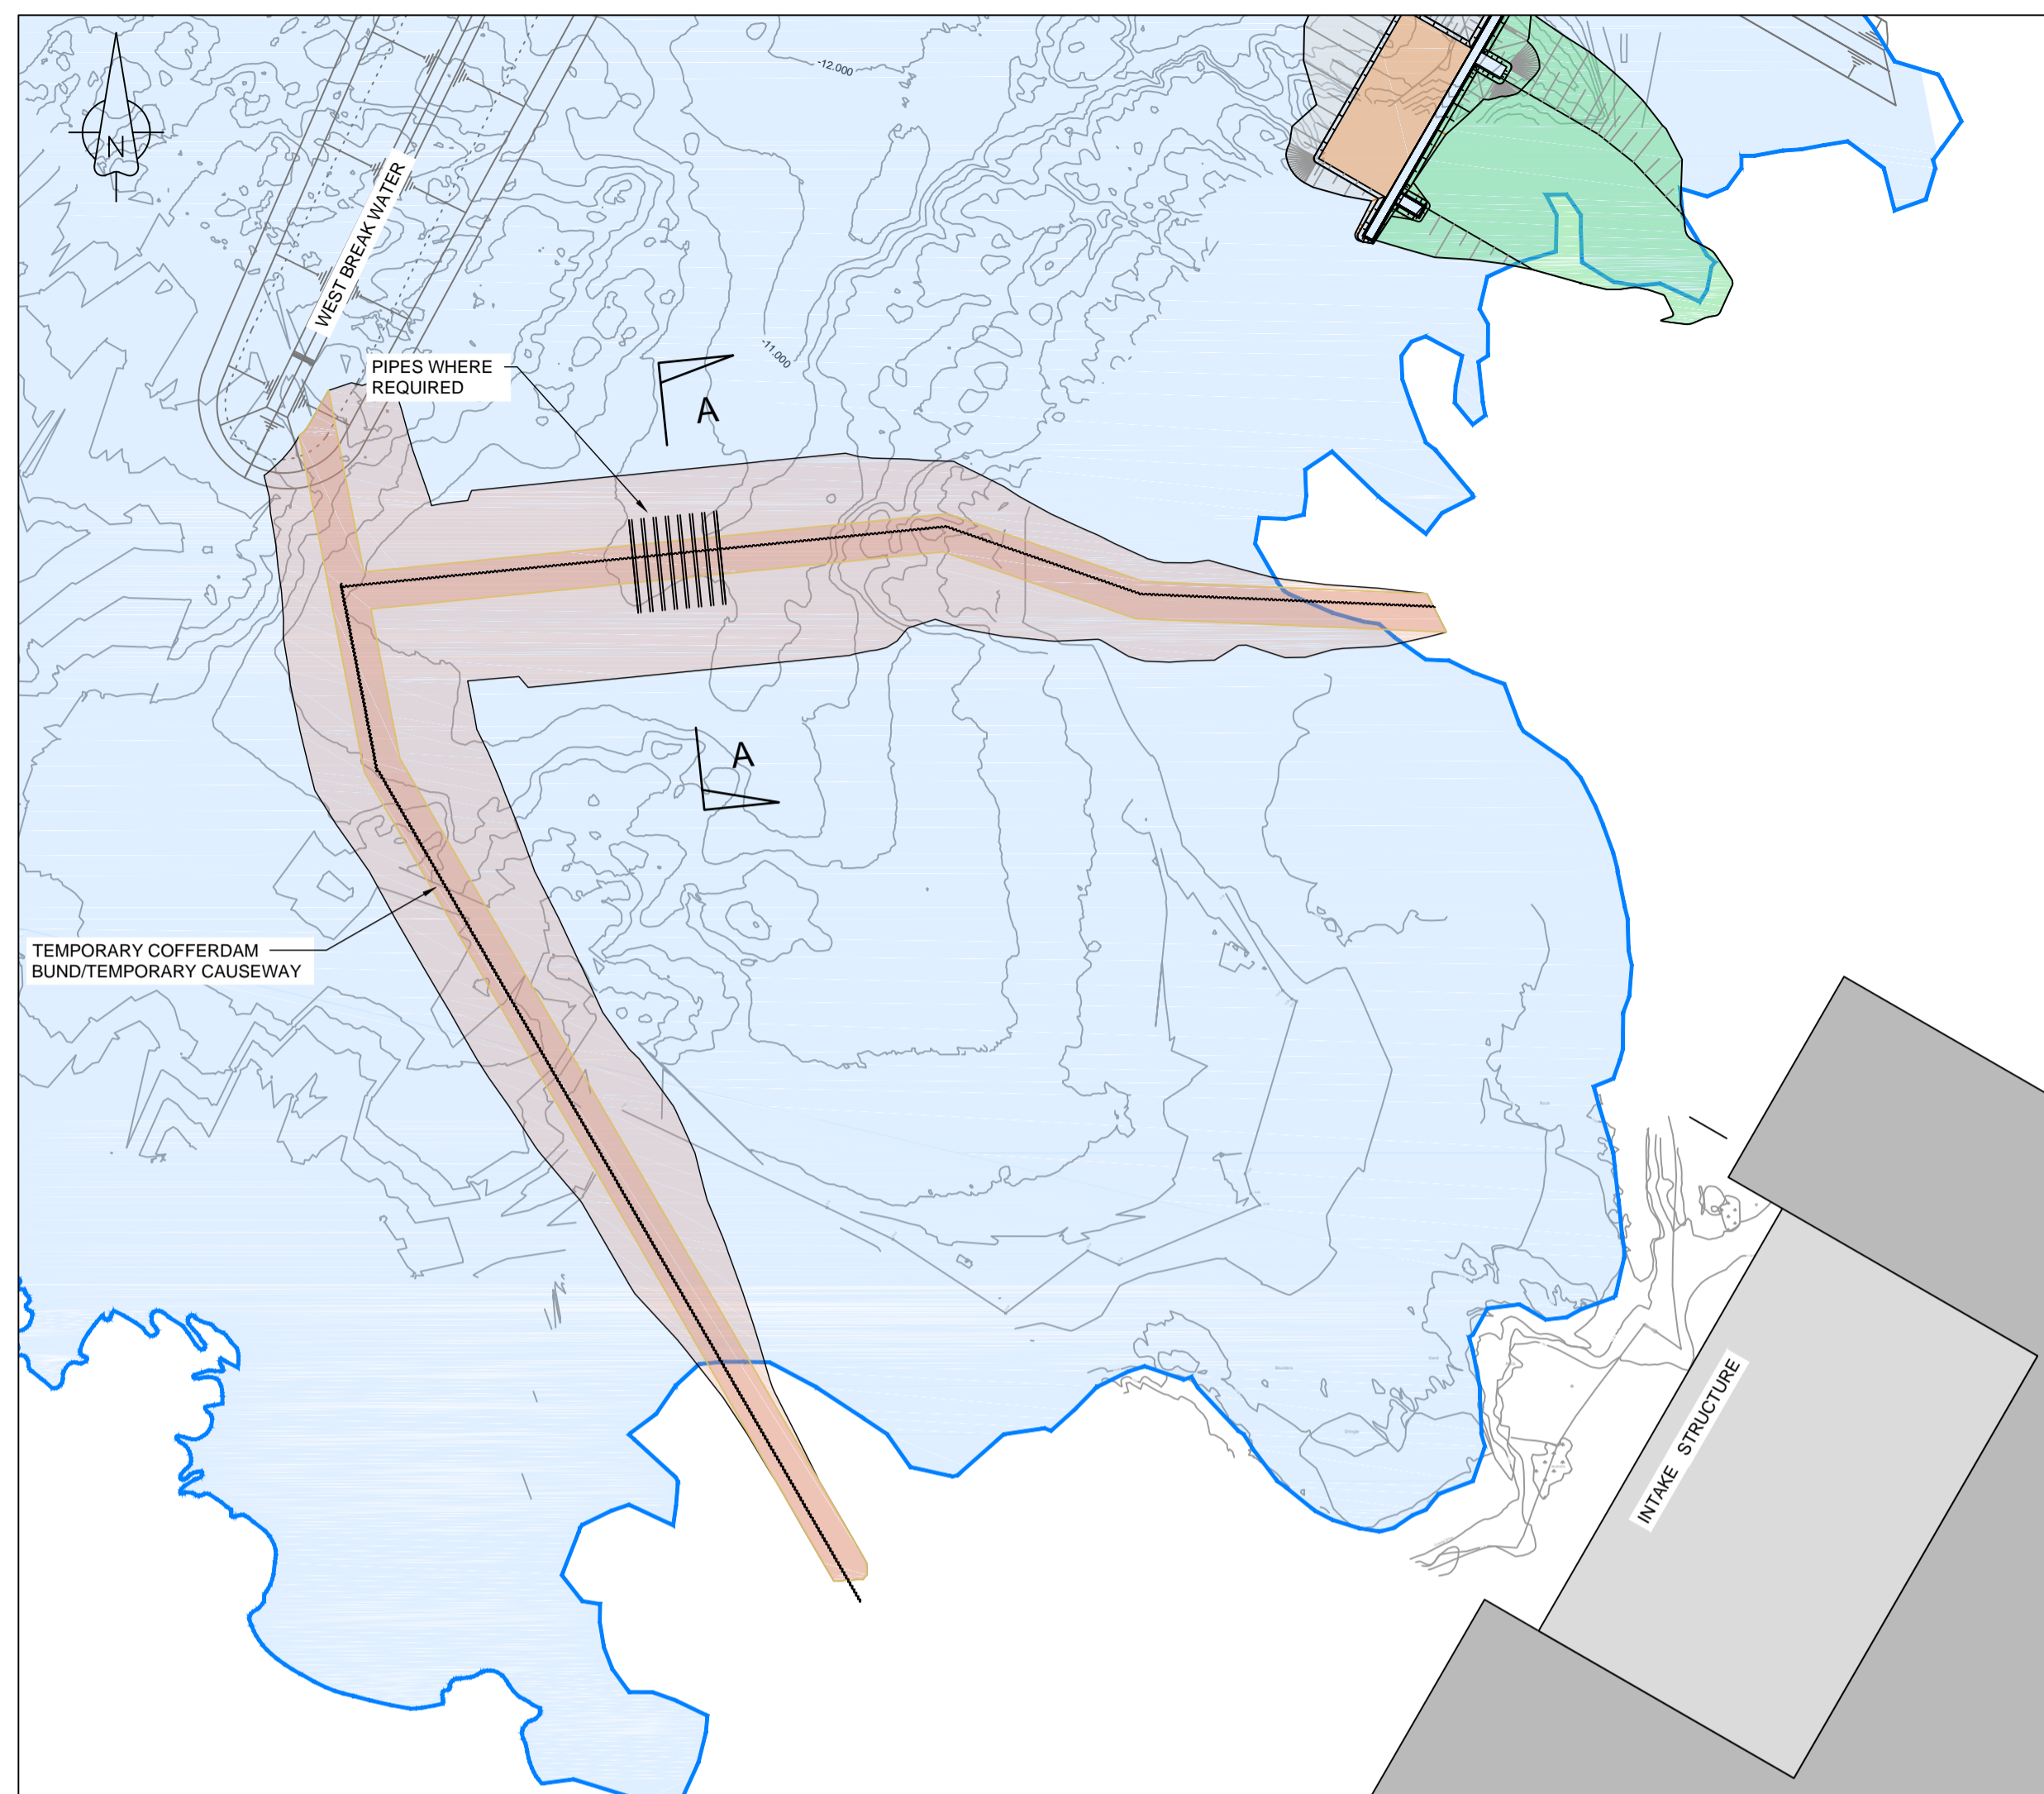 -12.000
N
WEST BREAK WATER
PIPES WHERE
REQUIRED
-11.000
A
A
TEMPORARY COFFERDAM
BUND/TEMPORARY CAUSEWAY
INTAKE STRUCTURE